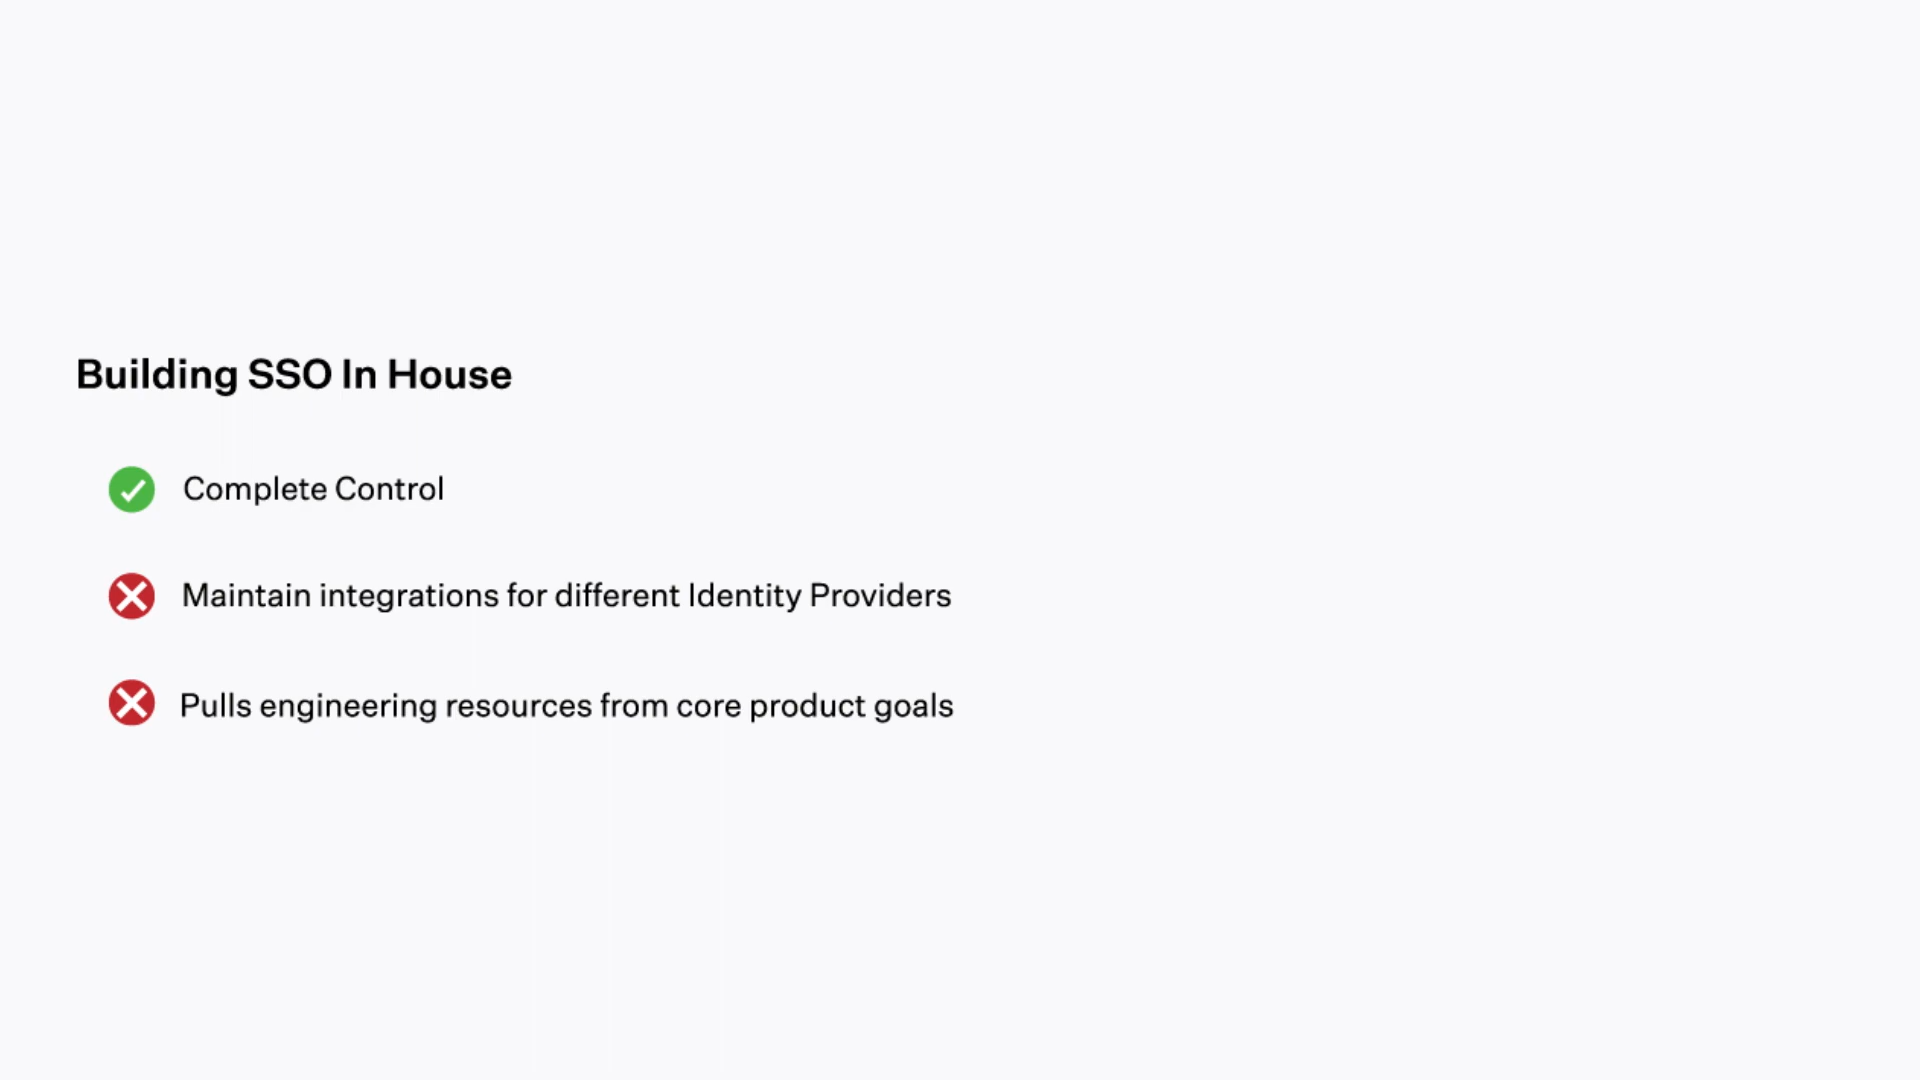 Building SSO In House
Complete Control
Maintain integrations for different Identity Providers
Pulls engineering resources from core product goals